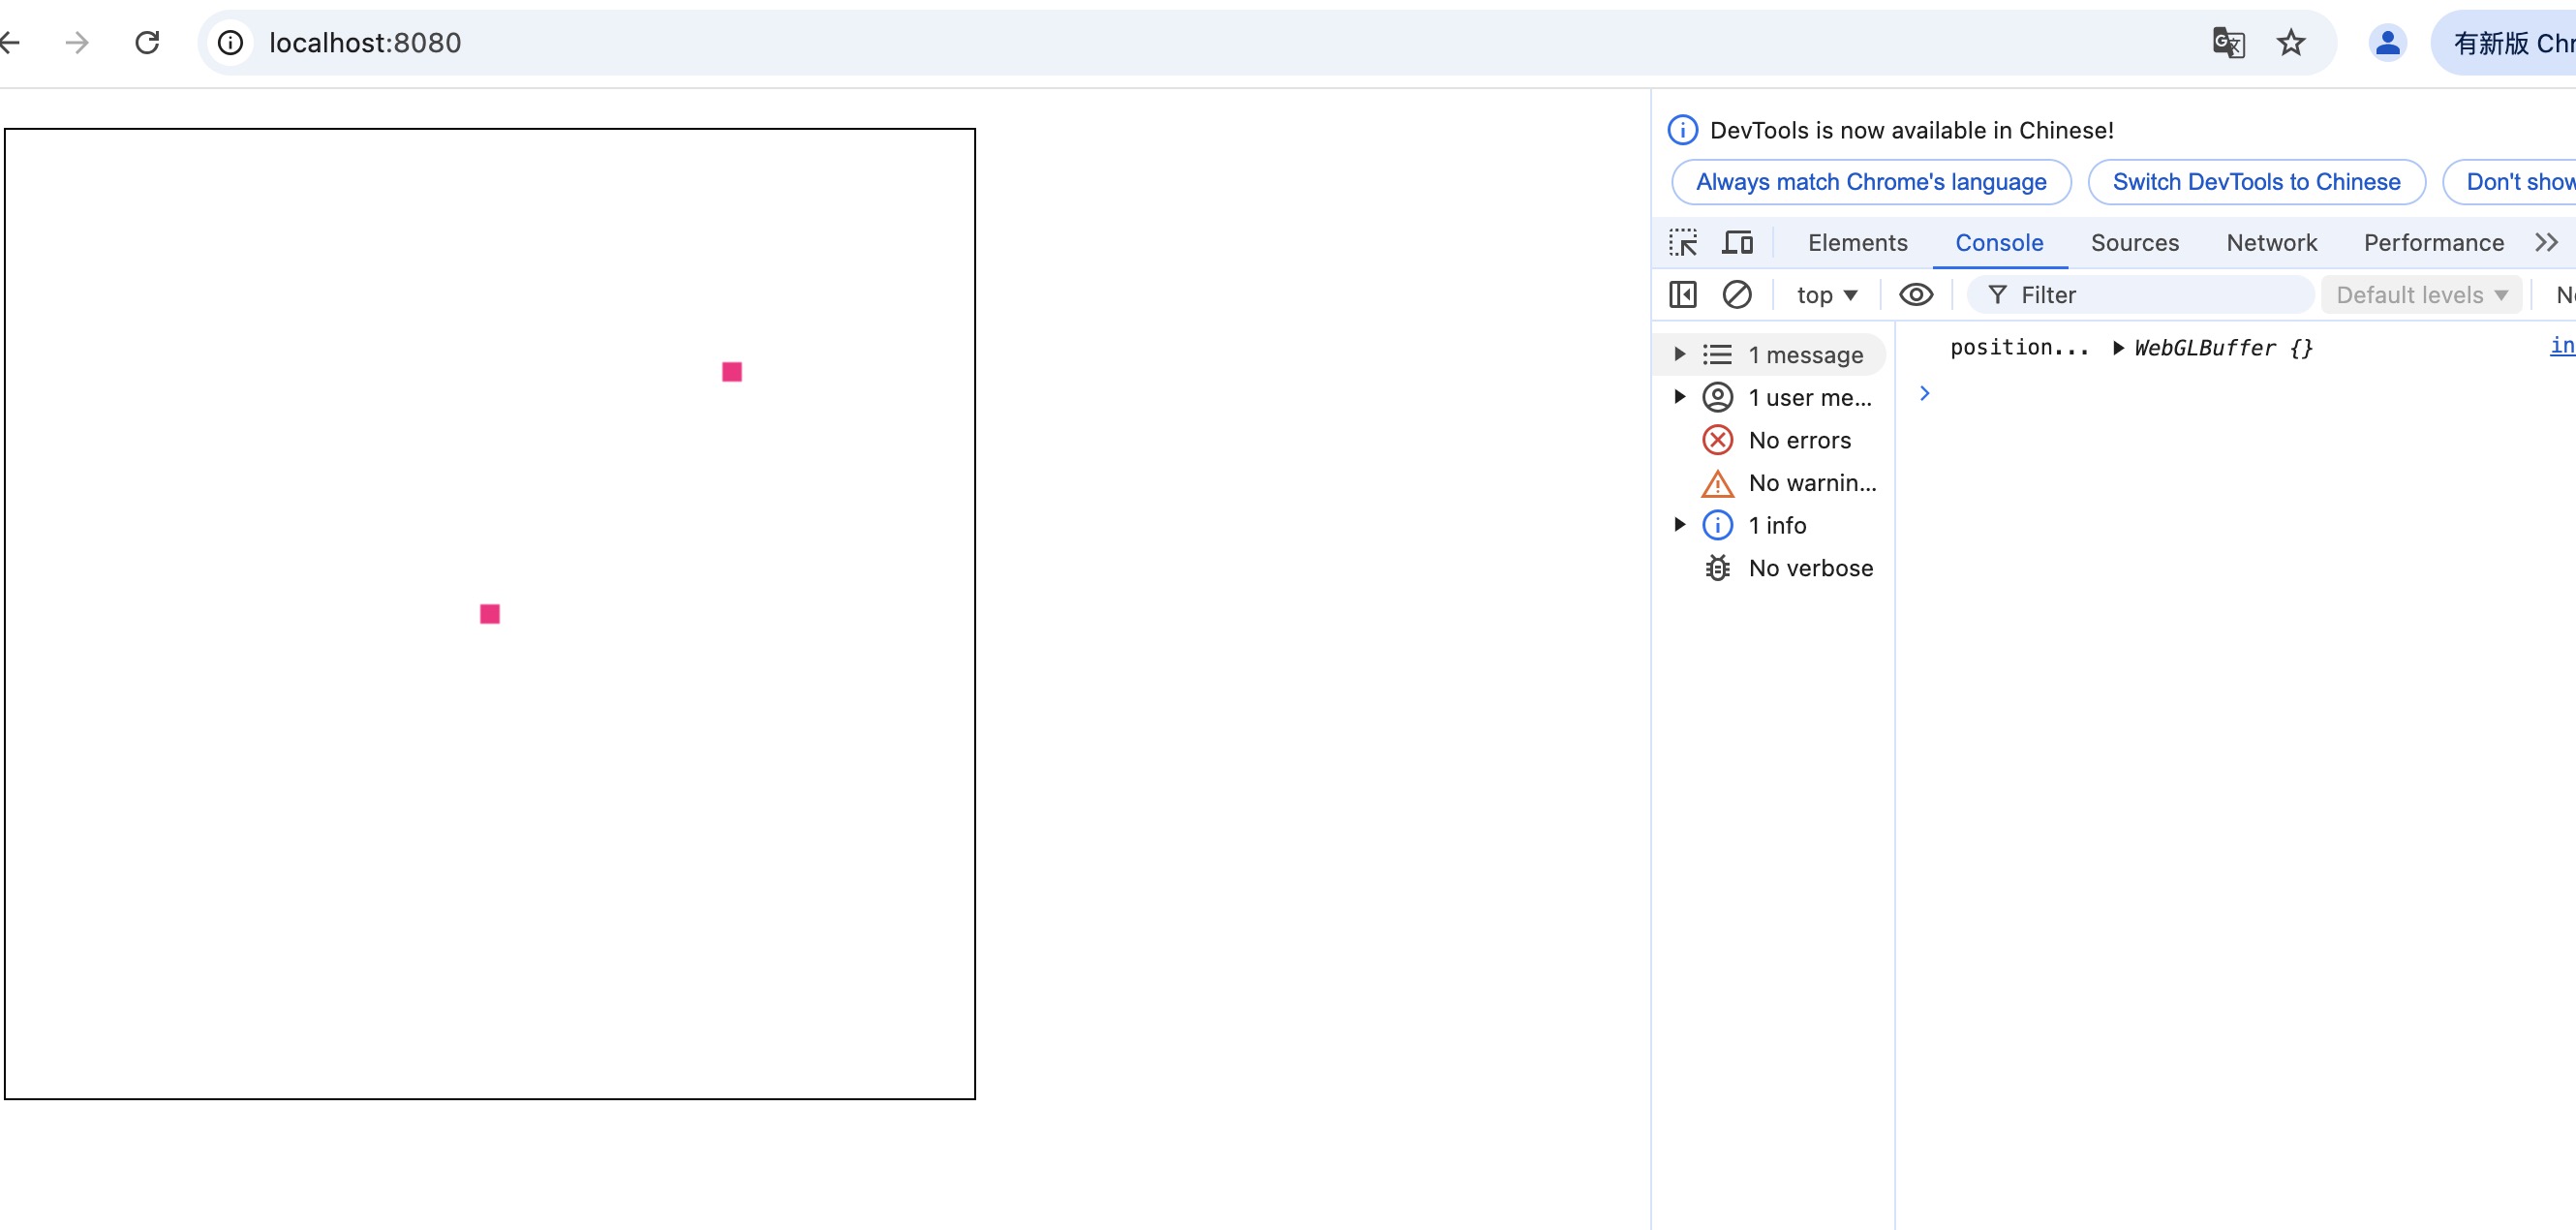 localhost:8080
有新版 Chr
DevTools is now available in Chinese!
Always match Chrome's language Switch DevTools to Chinese Don't show
Elements Console Sources Network Performance
top Filter Default levels
1 message
1 user me...
No errors
No warnin...
1 info
No verbose
position... WebGLBuffer {}
in